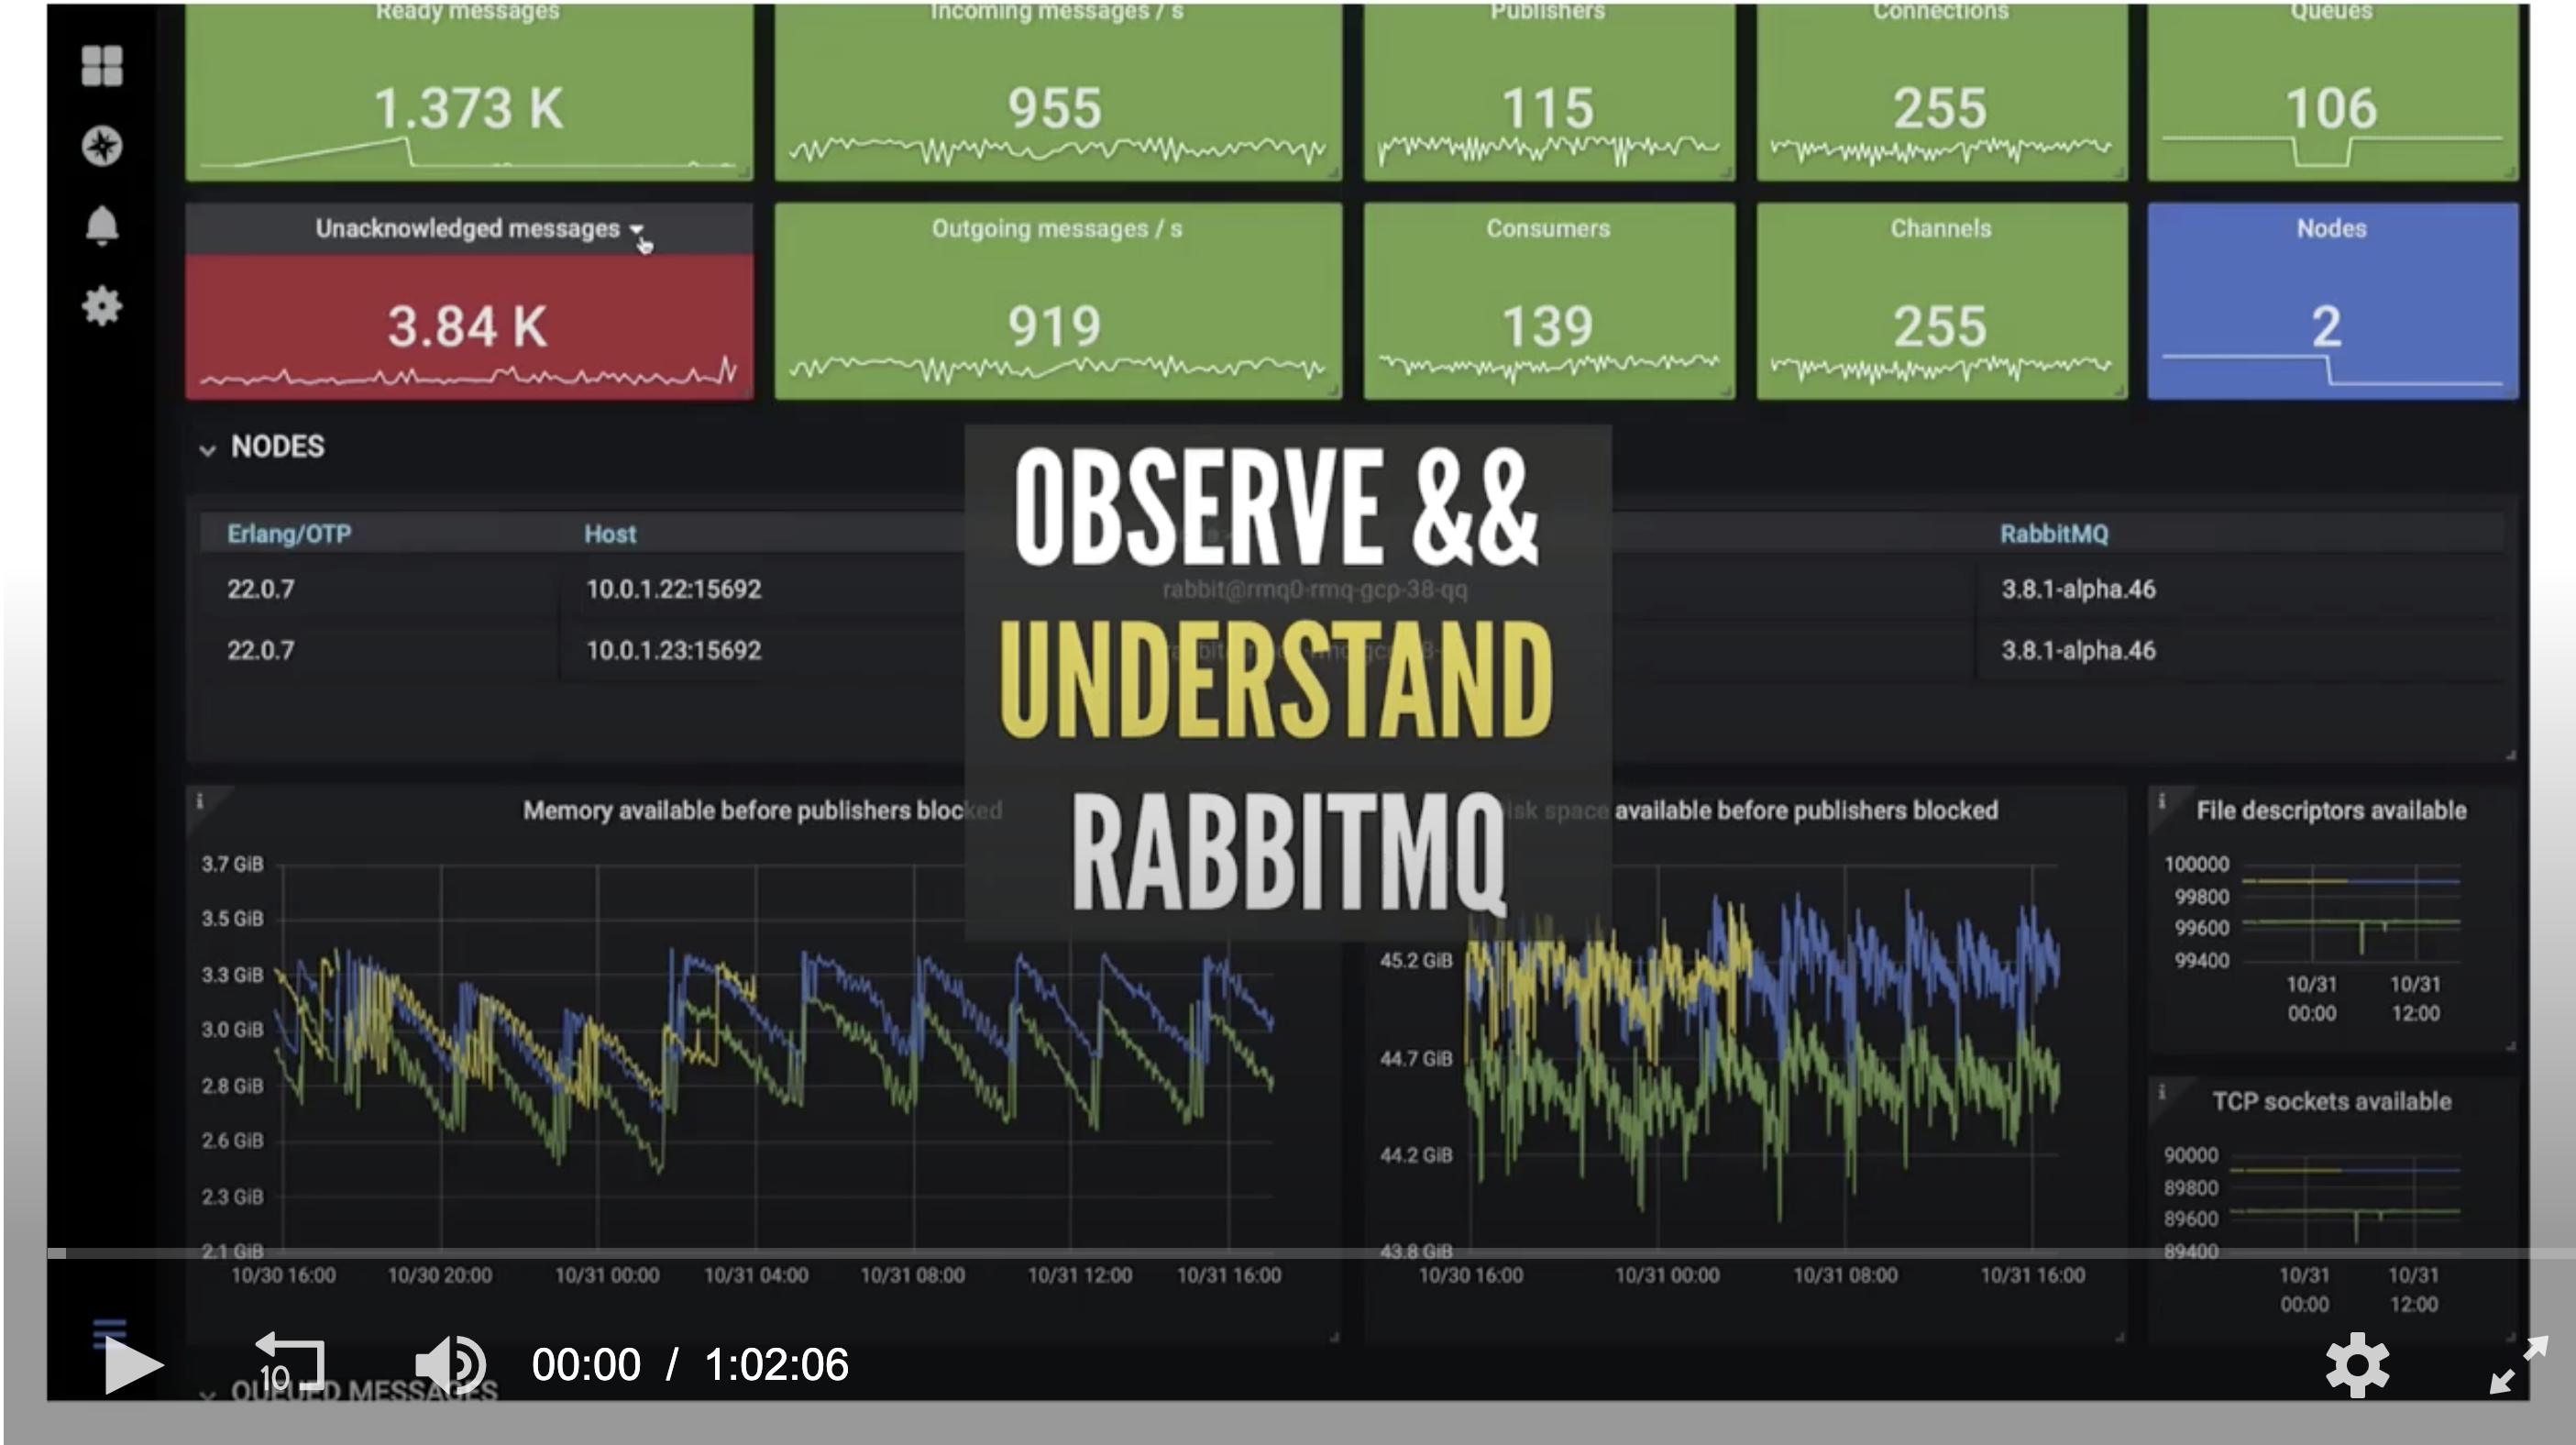 Ready messages
Incoming messages / s
Publishers
Connections
Queues
1.373 K
955
115
255
106
Unacknowledged messages
Outgoing messages / s
Consumers
Channels
Nodes
3.84 K
919
139
255
2
NODES
OBSERVE &&
UNDERSTAND
RABBITMQ
Erlang/OTP
Host
RabbitMQ
22.0.7
10.0.1.22:15692
rabbit@rmq0-rmq-gcp-38-qq
3.8.1-alpha.46
22.0.7
10.0.1.23:15692
3.8.1-alpha.46
Memory available before publishers blocked
3.7 GiB
3.5 GiB
3.3 GiB
3.0 GiB
2.8 GiB
2.6 GiB
2.3 GiB
2.1 GiB
10/30 16:00
10/30 20:00
10/31 00:00
10/31 04:00
10/31 08:00
10/31 12:00
10/31 16:00
space available before publishers blocked
45.2 GiB
44.7 GiB
44.2 GiB
43.8 GiB
10/30 16:00
10/31 00:00
10/31 08:00
10/31 16:00
File descriptors available
100000
99800
99600
99400
10/31
00:00
10/31
12:00
TCP sockets available
90000
89800
89600
89400
10/31
00:00
10/31
12:00
10
00:00 / 1:02:06
QUEUED MESSAGES